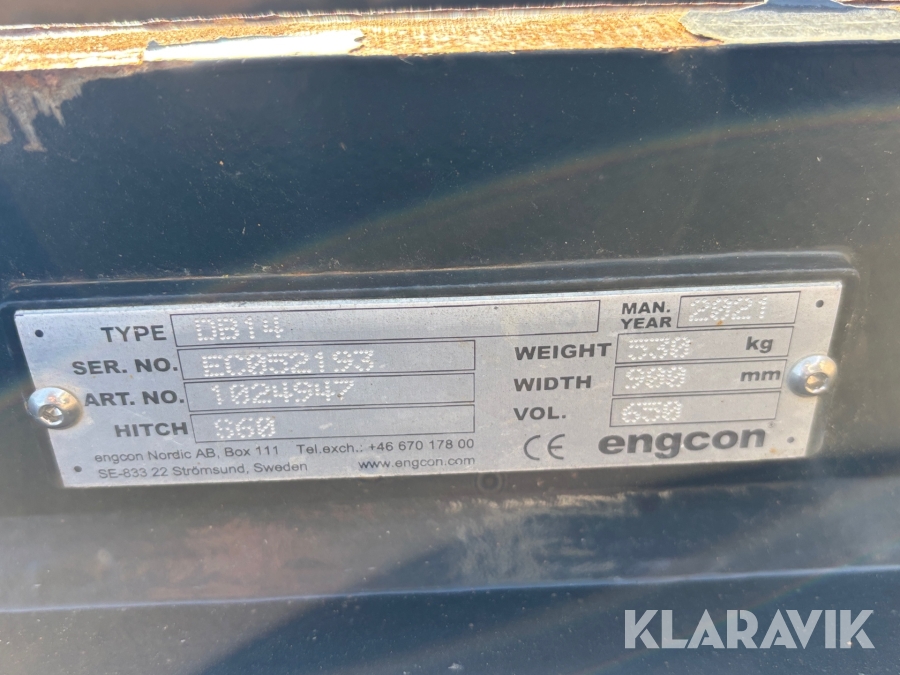 TYPE DB14
MAN. YEAR 2021
SER. NO. EC052193
WEIGHT 530 kg
ART. NO. 1024947
WIDTH 900 mm
HITCH S60
VOL. 650
engcon Nordic AB, Box 111 Tel.exch.: +46 670 178 00
SE-833 22 Strömsund, Sweden www.engcon.com
CE engcon
KLARAVIK